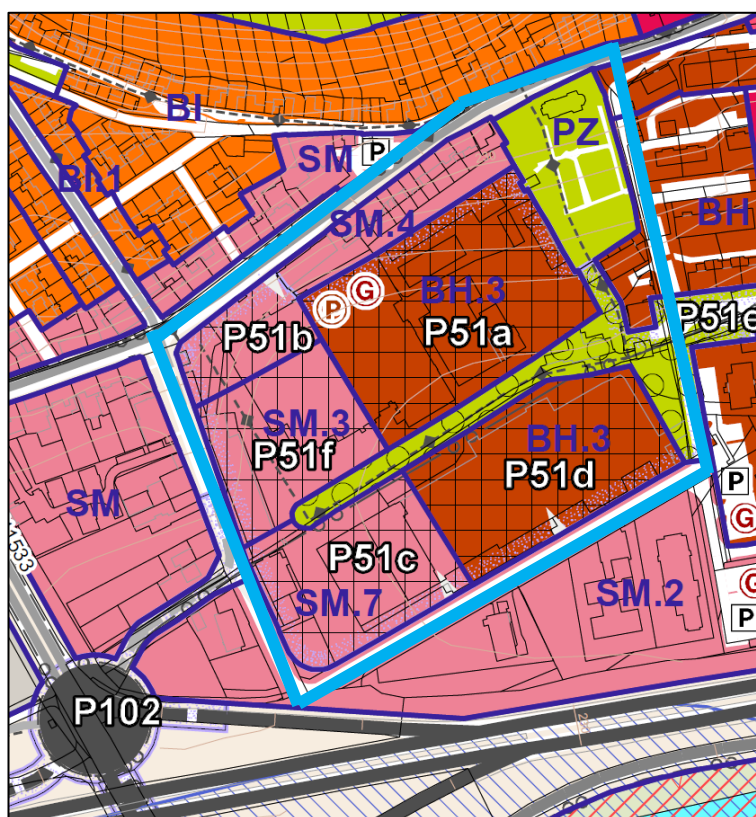 BI
BI.1
SM
P
PZ
SM.4
BH
BH.3
P
G
P51a
P51b
P51e
SM.3
P51f
BH.3
P51d
P
G
SM
P51c
SM.7
SM.2
G
P
1533
P102